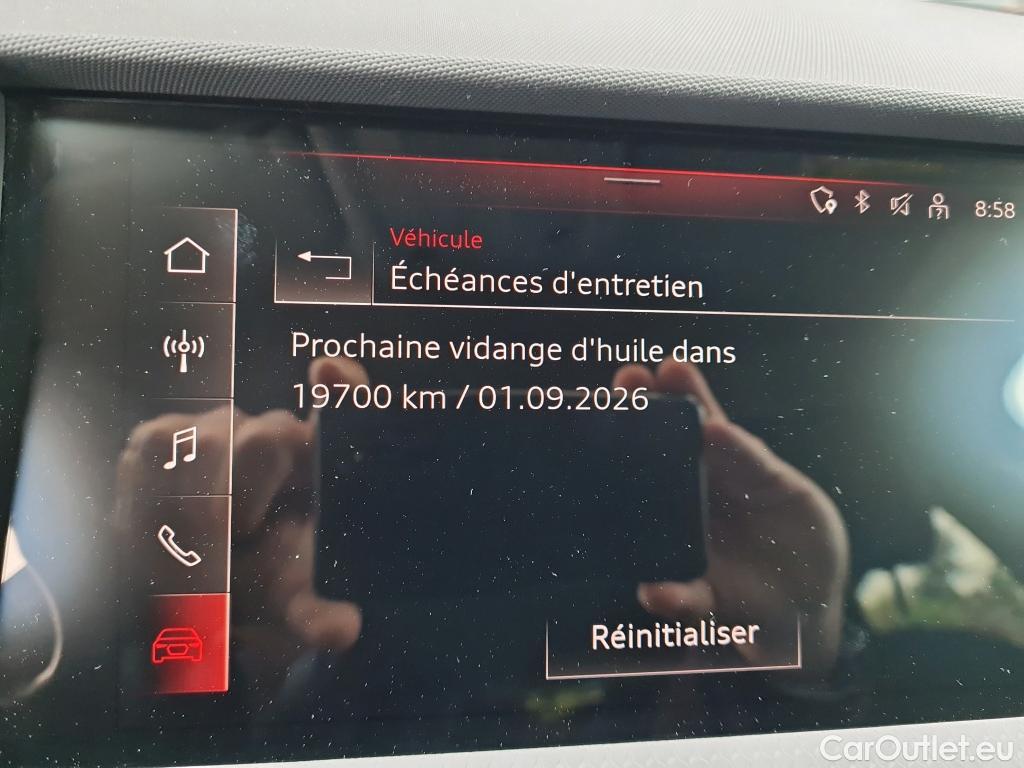 8:58
Véhicule
Échéances d'entretien
Prochaine vidange d'huile dans
19700 km / 01.09.2026
Réinitialiser
CarOutlet.eu